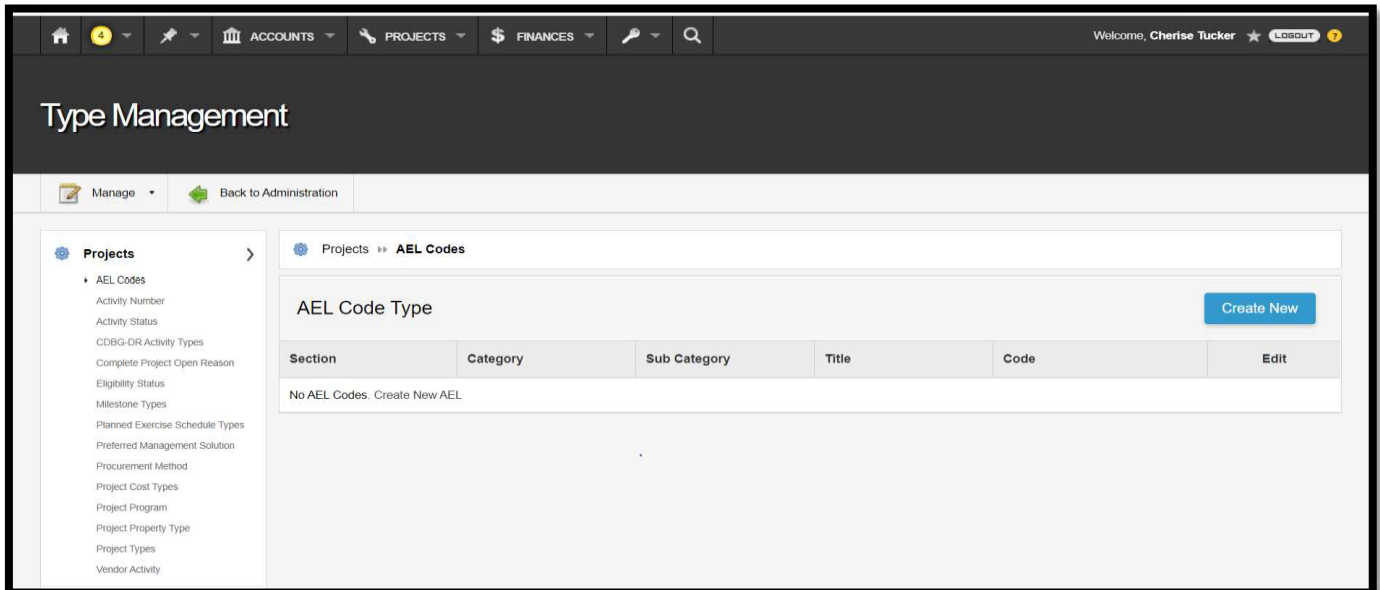 4 ACCOUNTS PROJECTS $ FINANCES Welcome, Cherise Tucker LOGOUT ?
Type Management
Manage Back to Administration
Projects
AEL Codes
Activity Number
Activity Status
CDBG-DR Activity Types
Complete Project Open Reason
Eligibility Status
Milestone Types
Planned Exercise Schedule Types
Preferred Management Solution
Procurement Method
Project Cost Types
Project Program
Project Property Type
Project Types
Vendor Activity
Projects AEL Codes
AEL Code Type Create New
Section Category Sub Category Title Code Edit
No AEL Codes. Create New AEL